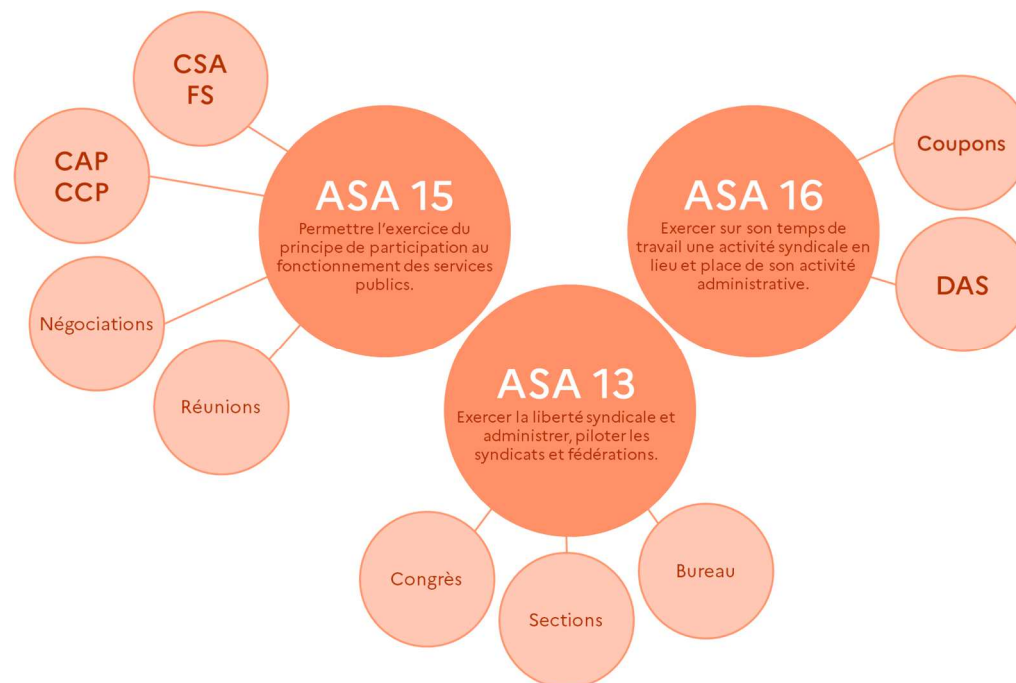 CSA
FS
CAP
CCP
Négociations
Réunions
ASA 15
Permettre l'exercice du
principe de participation au
fonctionnement des services
publics.
ASA 16
Exercer sur son temps de
travail une activité syndicale en
lieu et place de son activité
administrative.
Coupons
DAS
ASA 13
Exercer la liberté syndicale et
administrer, piloter les
syndicats et fédérations.
Congrès
Sections
Bureau